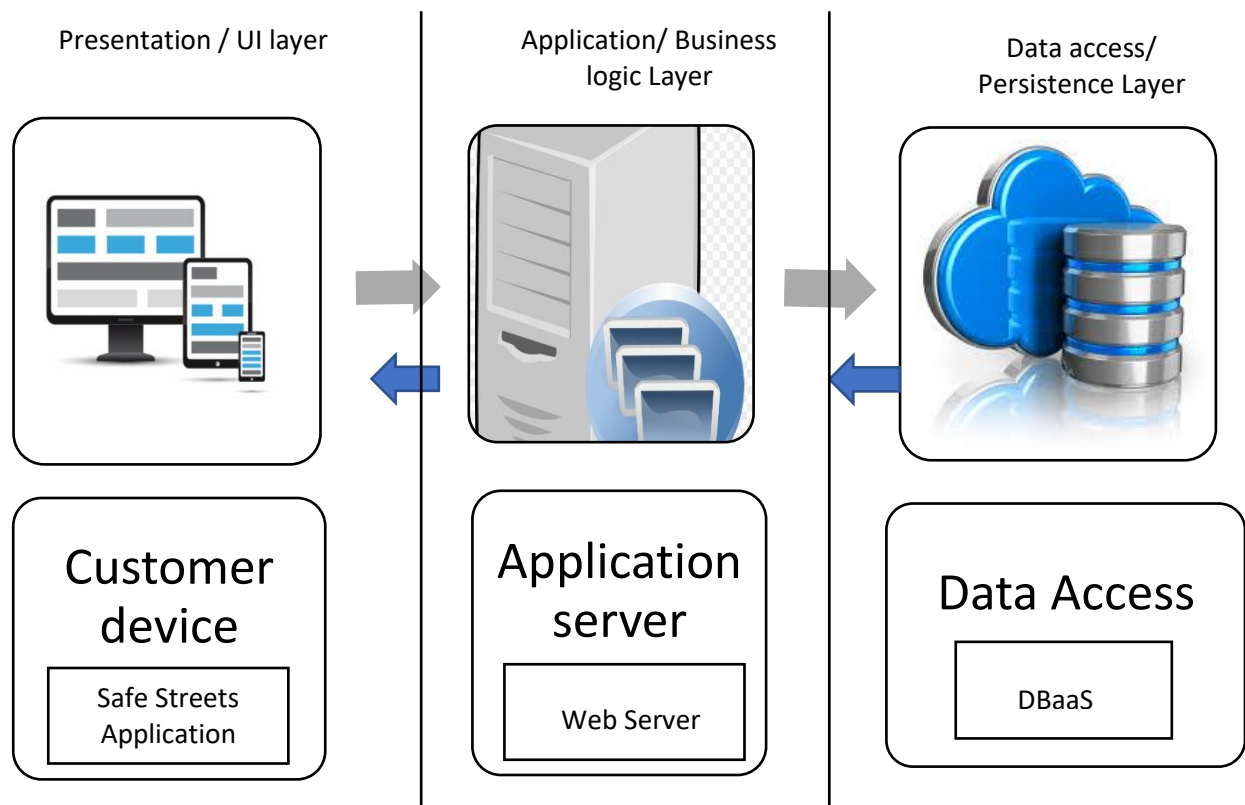 Presentation / UI layer
Application/ Business
logic Layer
Data access/
Persistence Layer
Customer
device
Safe Streets
Application
Application
server
Web Server
Data Access
DBaaS